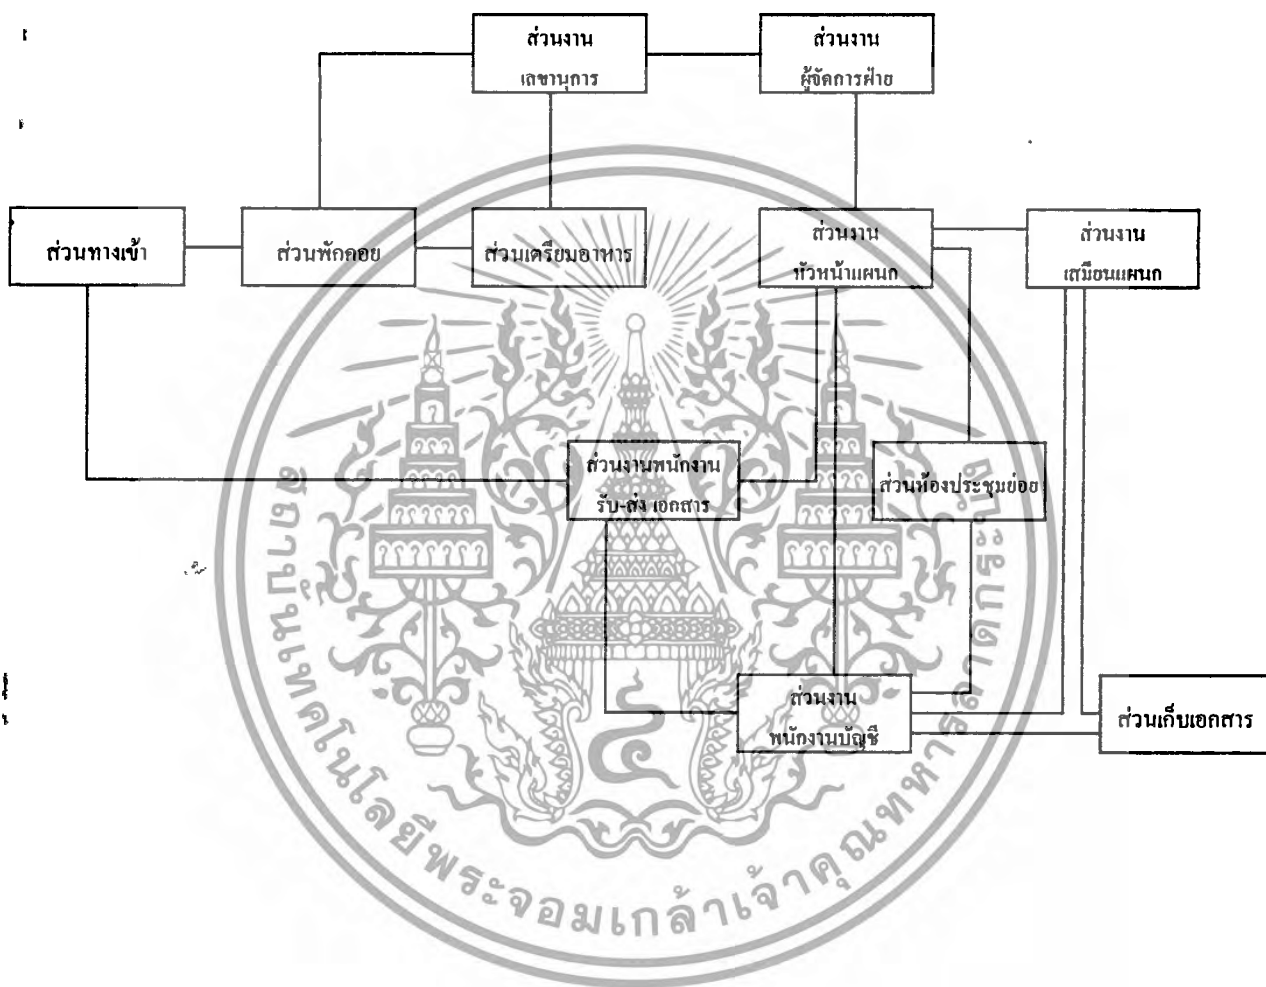 ส่วนงาน
เลขานุการ
ส่วนงาน
ผู้จัดการฝ่าย
ส่วนทางเข้า
ส่วนพักคอย
ส่วนเตรียมอาหาร
ส่วนงาน
หัวหน้าแผนก
ส่วนงาน
เสมียนแผนก
ส่วนงานพนักงาน
รับ-ส่ง เอกสาร
ส่วนห้องประชุมย่อย
ส่วนงาน
พนักงานบัญชี
ส่วนเก็บเอกสาร
สถาบันเทคโนโลยีพระจอมเกล้าเจ้าคุณทหารลาดกระบัง